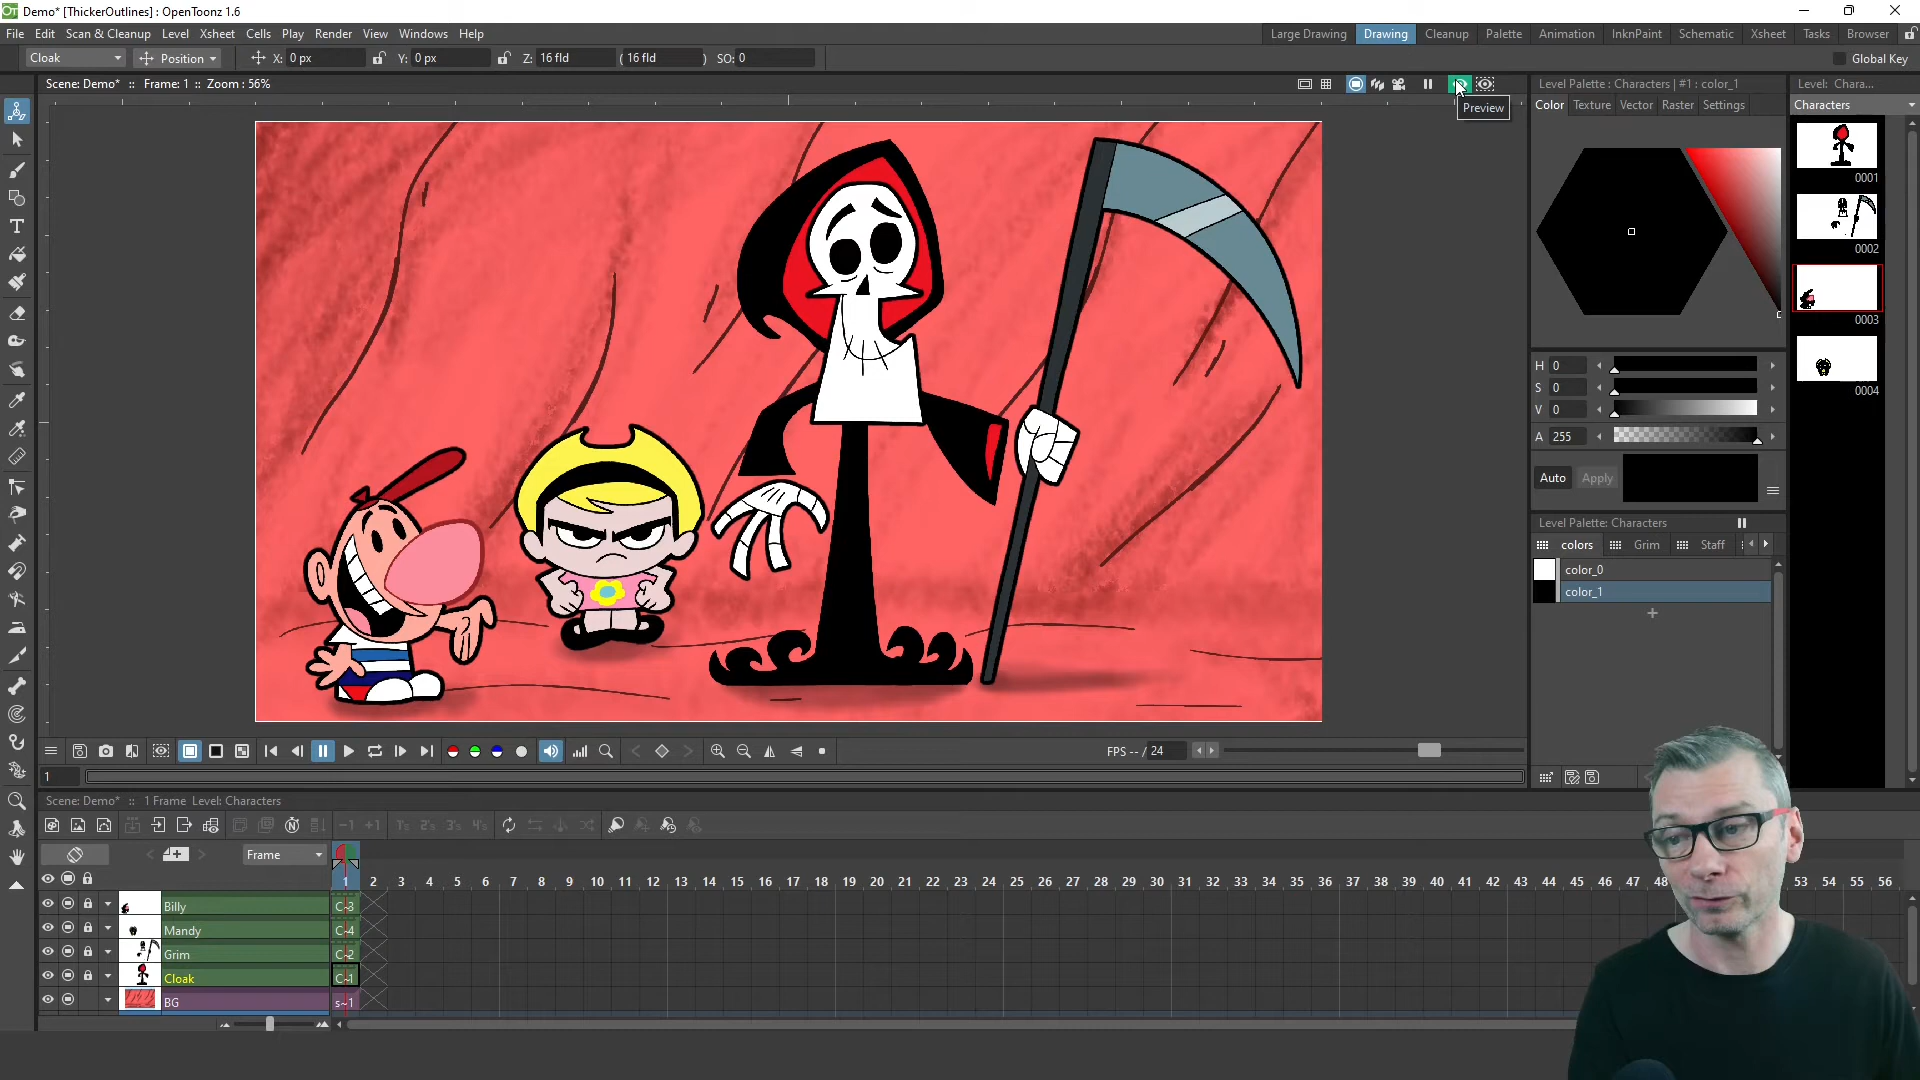 Demo* [ThickerOutlines] : OpenToonz 1.6
File Edit Scan & Cleanup Level Xsheet Cells Play Render View Windows Help
Large Drawing Drawing Cleanup Palette Animation InknPaint Schematic Xsheet Tasks Browser
Cloak Position X: 0 px Y: 0 px Z: 16 fld ( 16 fld ) SO: 0 Global Key
Scene: Demo* :: Frame: 1 :: Zoom : 56%
Preview
Level Palette : Characters | #1 : color_1
Color Texture Vector Raster Settings
H 0
S 0
V 0
A 255
Auto Apply
Level Palette: Characters
colors Grim Staff
color_0
color_1
Level: Chara...
Characters
0001
0002
0003
0004
FPS -- / 24
1
Scene: Demo* :: 1 Frame Level: Characters
-1 +1 1's 2's 3's 4's
Frame
1 2 3 4 5 6 7 8 9 10 11 12 13 14 15 16 17 18 19 20 21 22 23 24 25 26 27 28 29 30 31 32 33 34 35 36 37 38 39 40 41 42 43 44 45 46 47 53 54 55 56
Billy C~3
Mandy C~4
Grim C~2
Cloak C~1
BG s~1